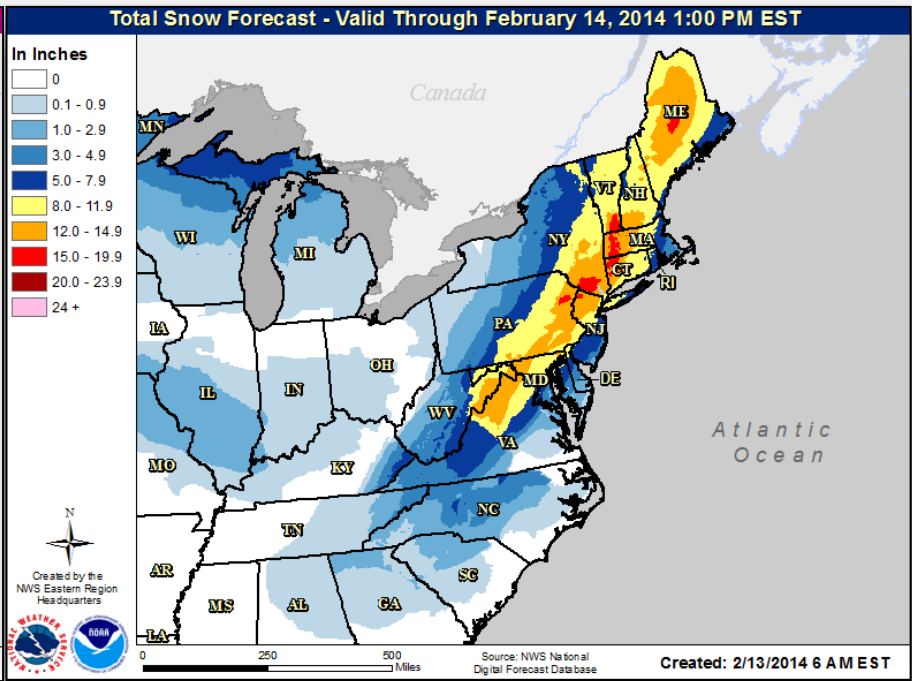 Total Snow Forecast - Valid Through February 14, 2014 1:00 PM EST
In Inches
0
0.1 - 0.9
1.0 - 2.9
3.0 - 4.9
5.0 - 7.9
8.0 - 11.9
12.0 - 14.9
15.0 - 19.9
20.0 - 23.9
24 +
Canada
ME
MN
VT
NH
WI
NY
MA
MI
CT
RI
IA
PA
NJ
OH
MD
DE
IL
IN
WV
VA
Atlantic
Ocean
MO
KY
NC
TN
AR
SC
MS
AL
GA
LA
N
Created by the
NWS Eastern Region
Headquarters
NATIONAL WEATHER SERVICE
NOAA
0 250 500
Miles
Source: NWS National
Digital Forecast Database
Created: 2/13/2014 6 AM EST